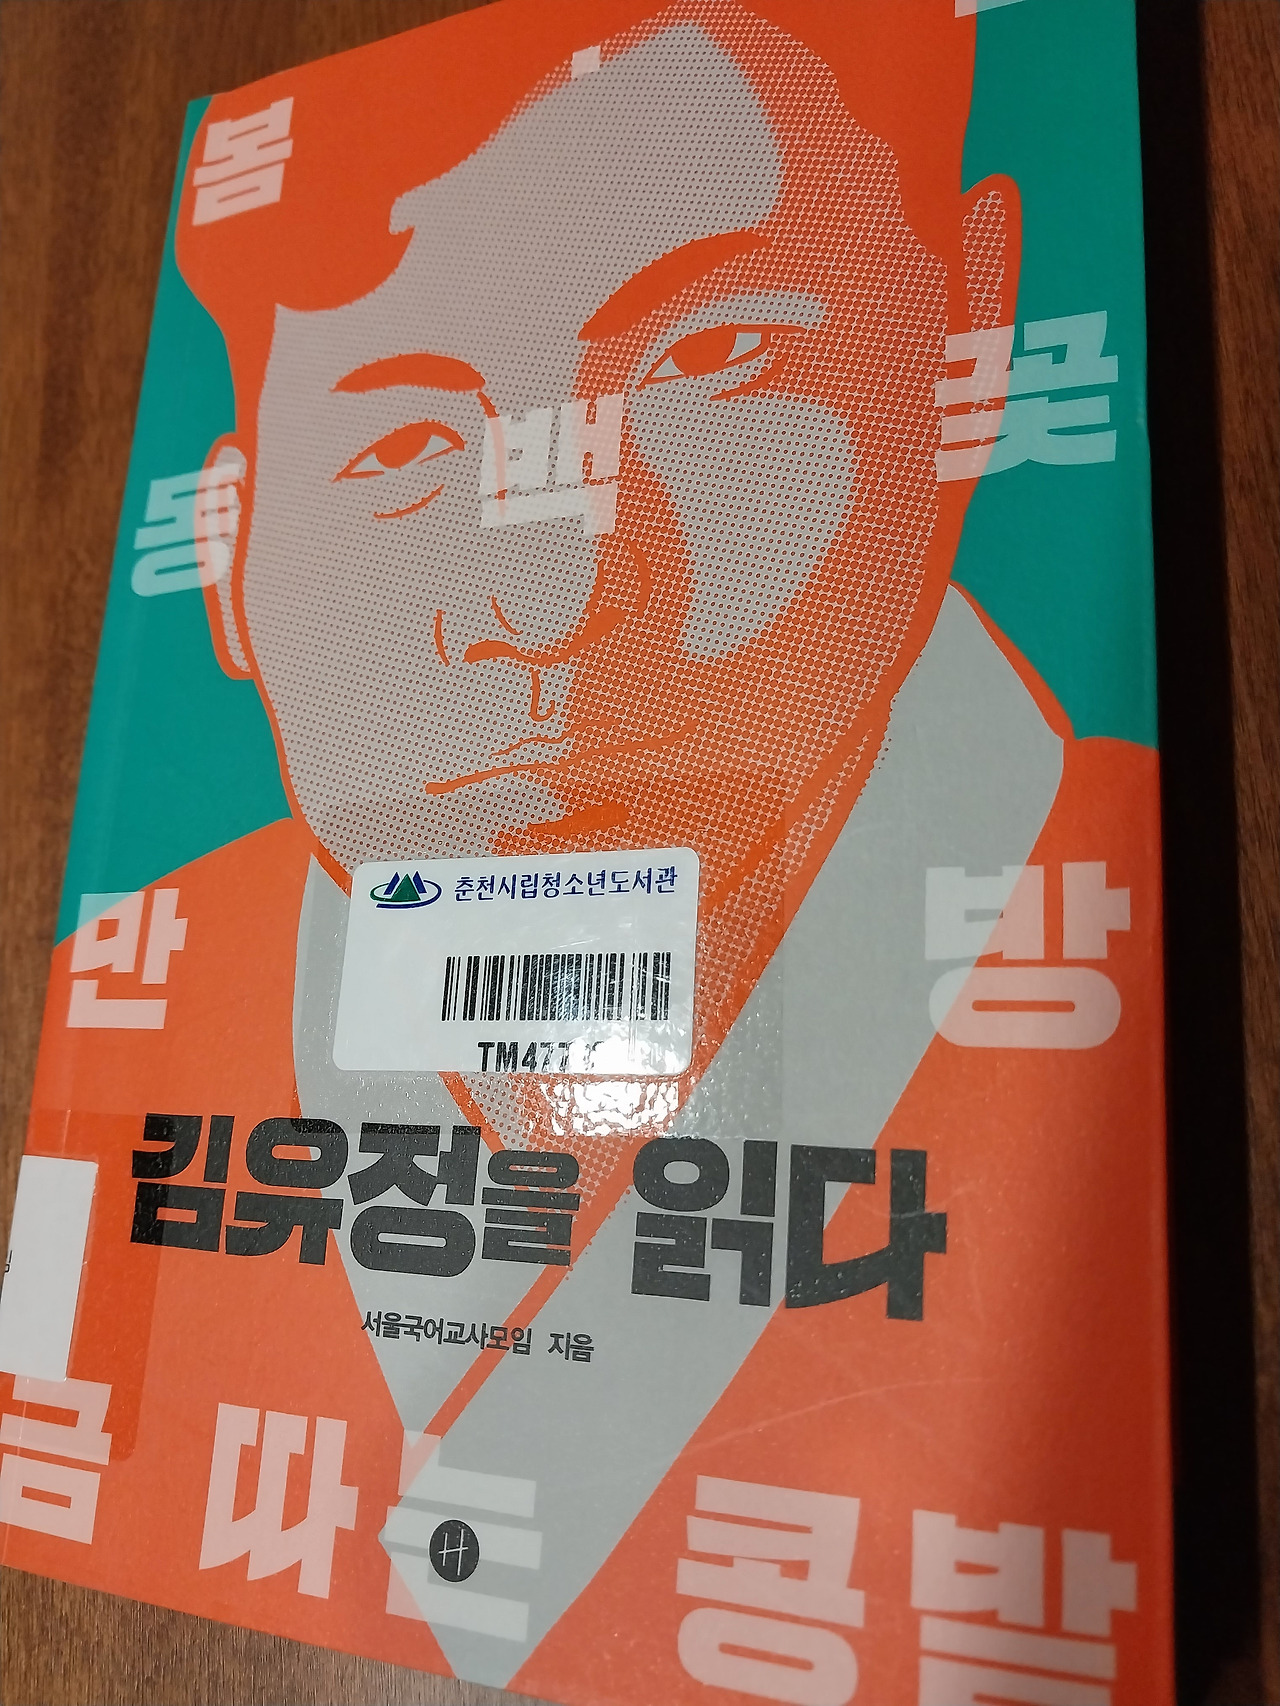 봄
동 백 꽃
춘천시립청소년도서관
만 방
김유정을 읽다
서울국어교사모임 지음
금 따는 콩밭
H